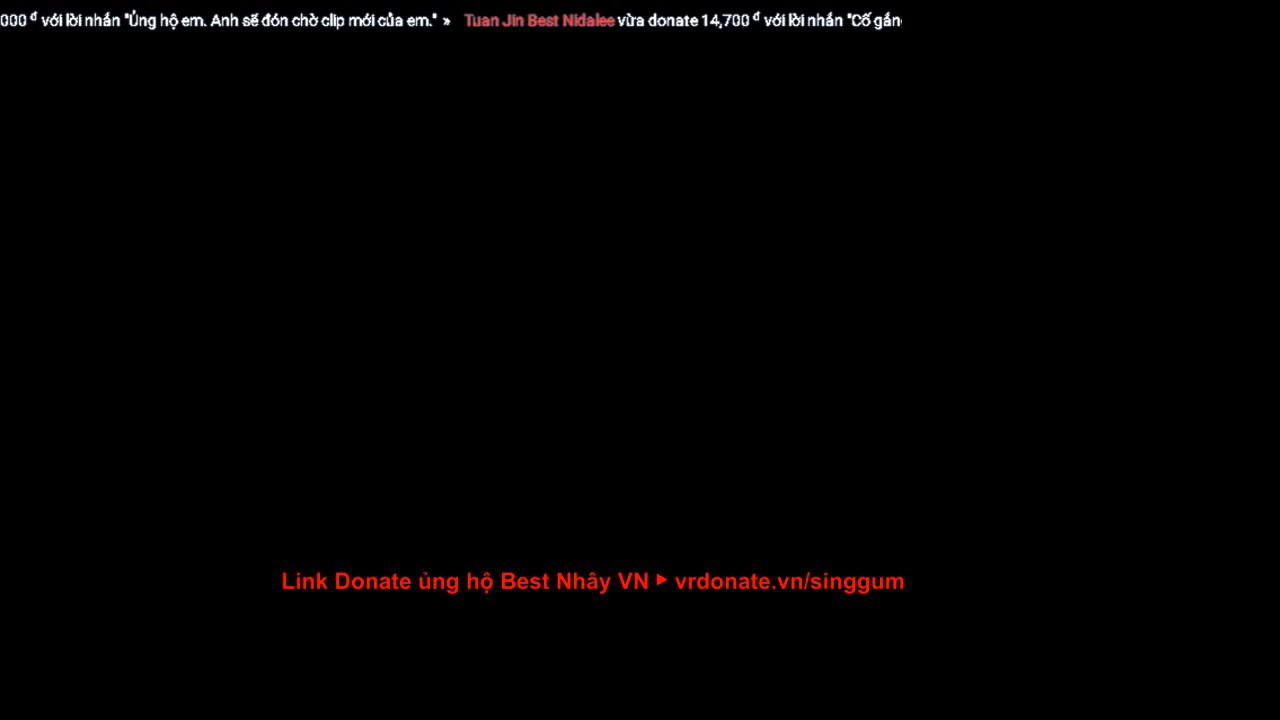 000 đ với lời nhắn "Ủng hộ em. Anh sẽ đón chờ clip mới của em." » Tuan Jin Best Nidalee vừa donate 14,700 đ với lời nhắn "Cố gắn
Link Donate ủng hộ Best Nhây VN ► vrdonate.vn/singgum